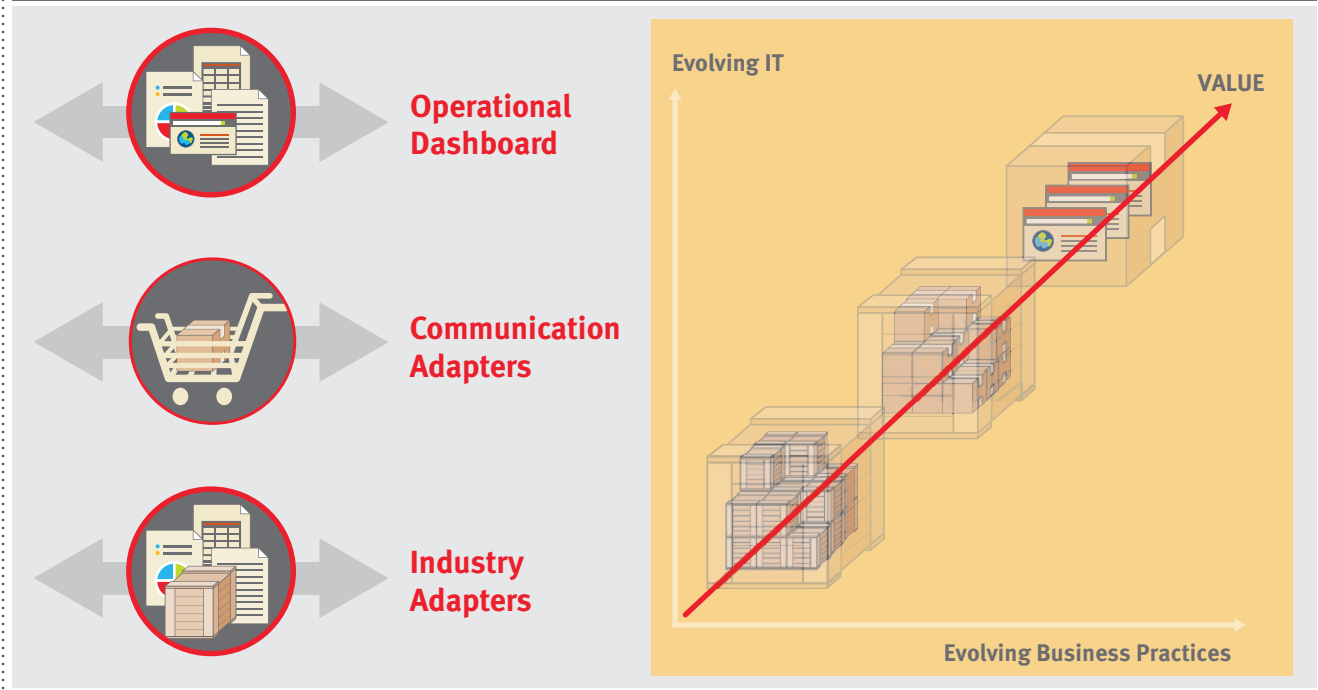 Operational
Dashboard
Communication
Adapters
Industry
Adapters
Evolving IT
VALUE
Evolving Business Practices